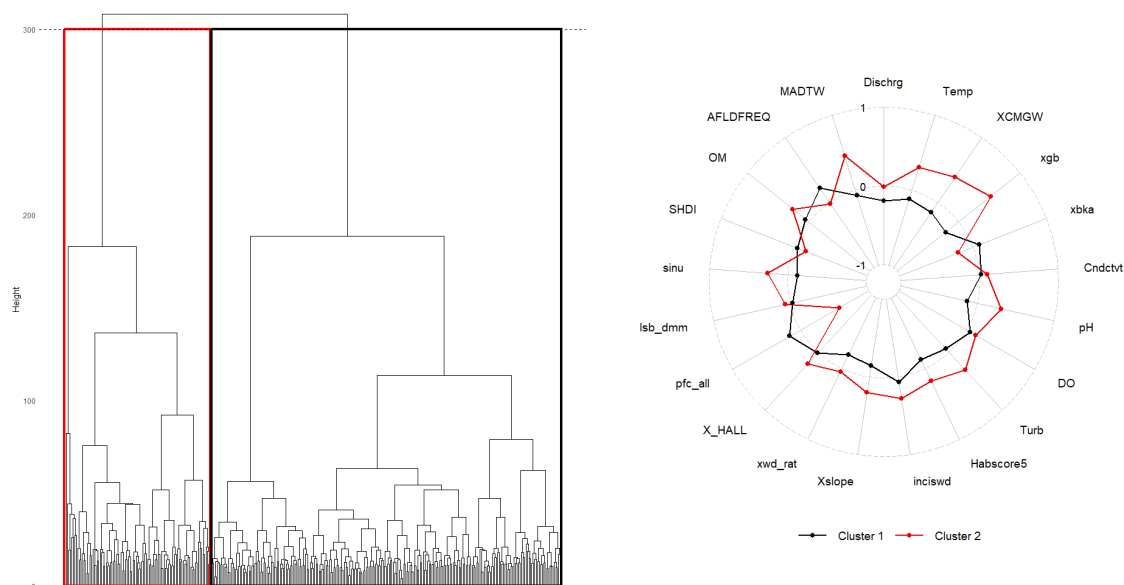 300
200
100
0
Height
Dischrg
Temp
XCMGW
xgb
xbka
Cndctvt
pH
DO
Turb
Habscore5
inciswd
Xslope
xwd_rat
X_HALL
pfc_all
lsb_dmm
sinu
SHDI
OM
AFLDFREQ
MADTW
1
0
-1
Cluster 1
Cluster 2